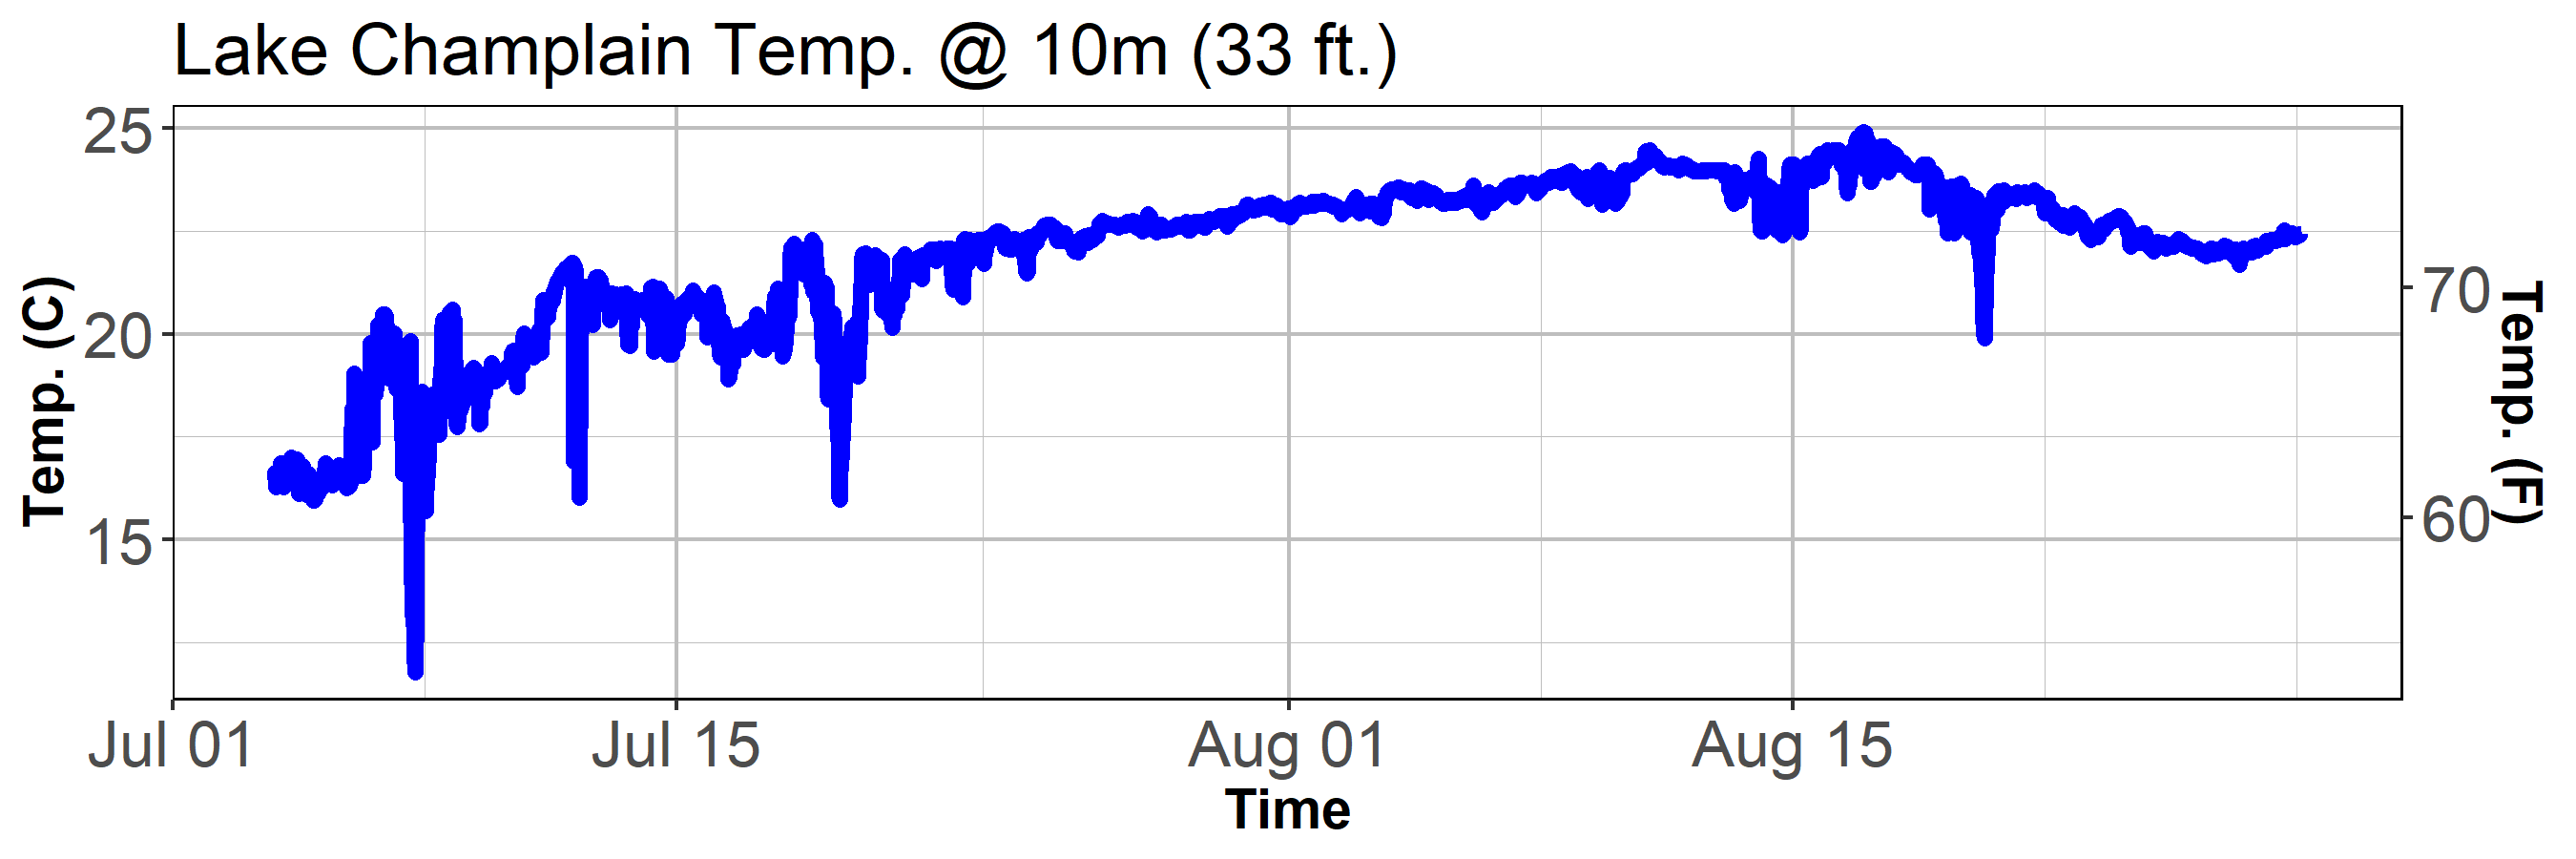 Lake Champlain Temp. @ 10m (33 ft.)
25
20
15
Temp. (C)
70
60
Temp. (F)
Jul 01
Jul 15
Aug 01
Aug 15
Time